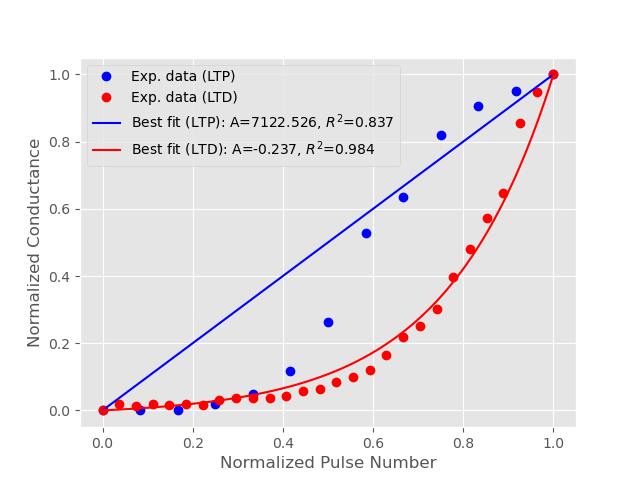 Exp. data (LTP)
Exp. data (LTD)
Best fit (LTP): A=7122.526, R²=0.837
Best fit (LTD): A=-0.237, R²=0.984
Normalized Conductance
1.0
0.8
0.6
0.4
0.2
0.0
0.0 0.2 0.4 0.6 0.8 1.0
Normalized Pulse Number